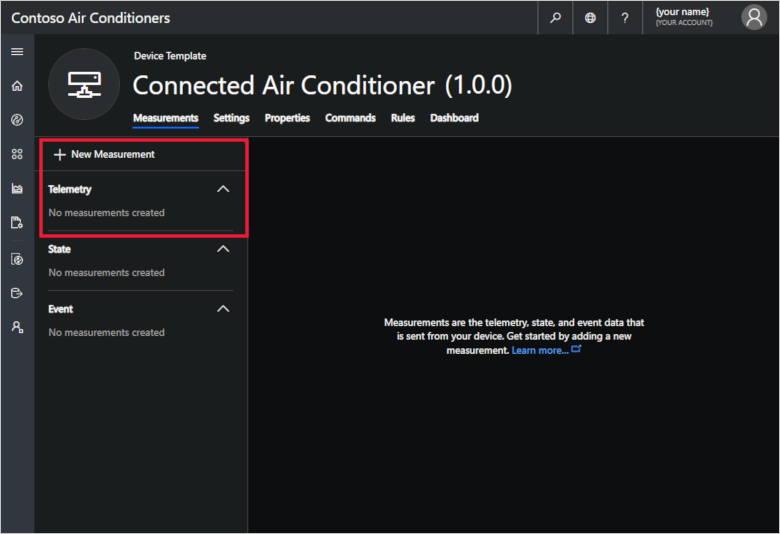 Contoso Air Conditioners
?
{your name}
{YOUR ACCOUNT}
Device Template
Connected Air Conditioner (1.0.0)
Measurements Settings Properties Commands Rules Dashboard
+ New Measurement
Telemetry
No measurements created
State
No measurements created
Event
No measurements created
Measurements are the telemetry, state, and event data that
is sent from your device. Get started by adding a new
measurement. Learn more...